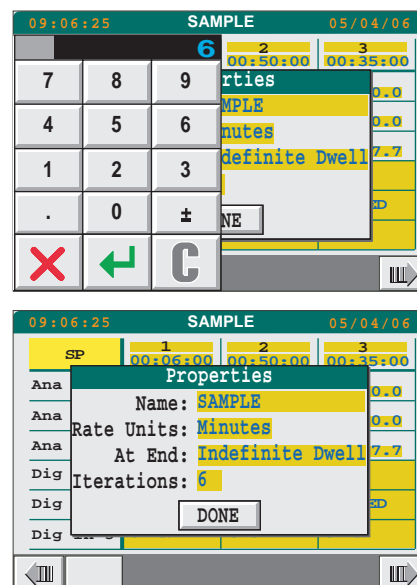 09:06:25 SAMPLE 05/04/06
6 2 3
00:50:00 00:35:00
7 8 9 rties
0.0
MPLE
4 5 6 nutes 0.0
definite Dwell 7.7
1 2 3
. 0 ± NE ED
C
09:06:25 SAMPLE 05/04/06
SP 1 2 3
00:06:00 00:50:00 00:35:00
Properties
Ana 0.0
Name: SAMPLE
Ana Rate Units: Minutes 0.0
Ana At End: Indefinite Dwell 7.7
Dig Iterations: 6
Dig DONE ED
Dig